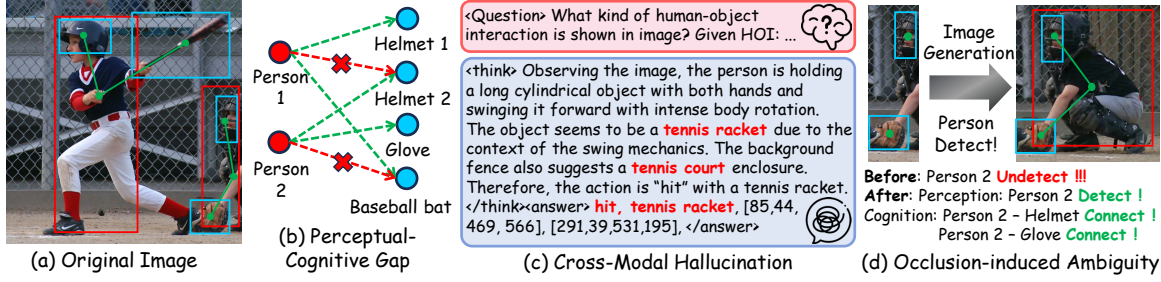 (a) Original Image
Person
1
Person
2
Helmet 1
Helmet 2
Glove
Baseball bat
(b) Perceptual-
Cognitive Gap
<Question> What kind of human-object
interaction is shown in image? Given HOI: ...
<think> Observing the image, the person is holding
a long cylindrical object with both hands and
swinging it forward with intense body rotation.
The object seems to be a tennis racket due to the
context of the swing mechanics. The background
fence also suggests a tennis court enclosure.
Therefore, the action is “hit” with a tennis racket.
</think><answer> hit, tennis racket, [85,44,
469, 566], [291,39,531,195], </answer>
(c) Cross-Modal Hallucination
Image
Generation
Person
Detect!
Before: Person 2 Undetect !!!
After: Perception: Person 2 Detect !
Cognition: Person 2 – Helmet Connect !
Person 2 – Glove Connect !
(d) Occlusion-induced Ambiguity